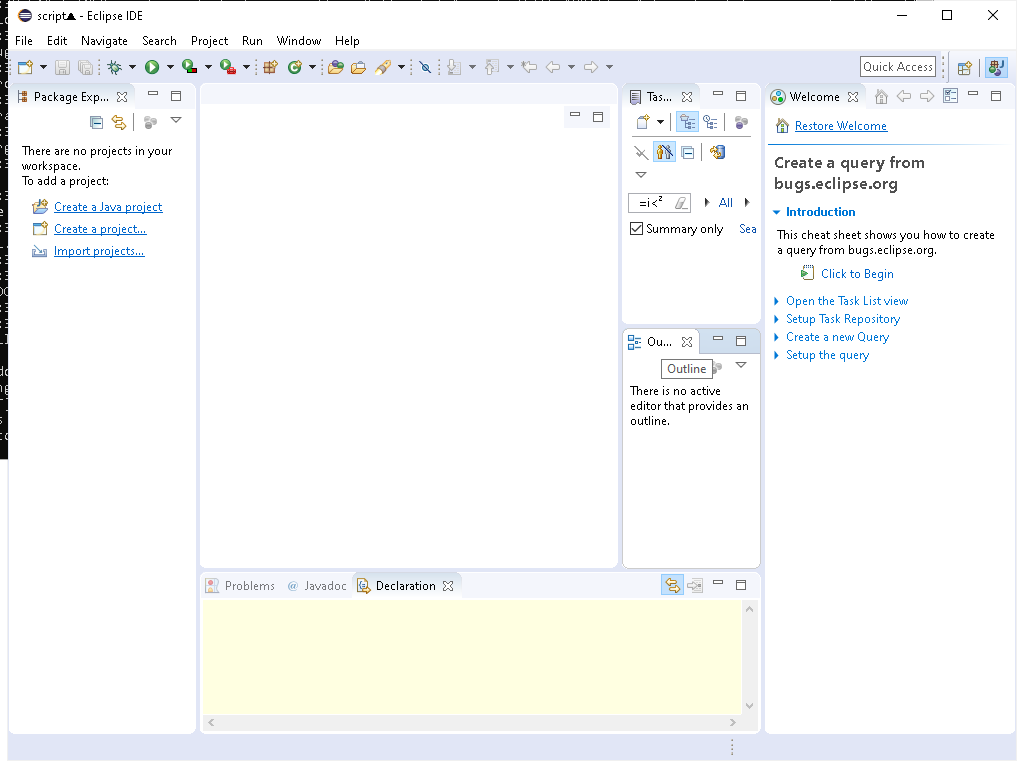 script▲ - Eclipse IDE
File Edit Navigate Search Project Run Window Help
Quick Access
Package Exp...
There are no projects in your
workspace.
To add a project:
Create a Java project
Create a project...
Import projects...
Tas...
=i<²
All
Summary only Sea
Ou...
Outline
There is no active
editor that provides an
outline.
Welcome
Restore Welcome
Create a query from
bugs.eclipse.org
Introduction
This cheat sheet shows you how to create
a query from bugs.eclipse.org.
Click to Begin
Open the Task List view
Setup Task Repository
Create a new Query
Setup the query
Problems @ Javadoc Declaration